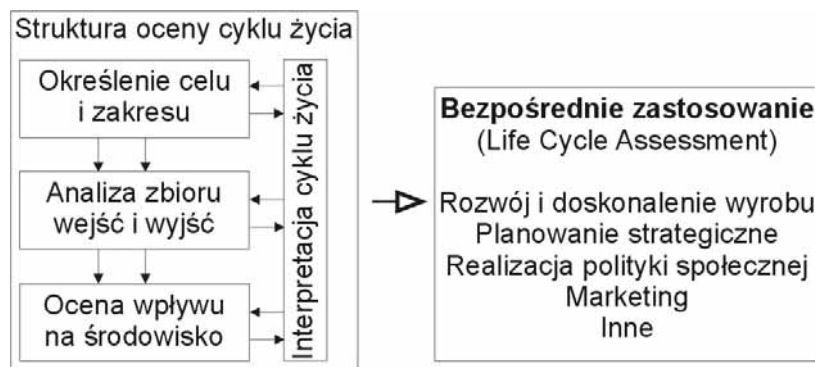 Struktura oceny cyklu życia
Określenie celu
i zakresu
Analiza zbioru
wejść i wyjść
Ocena wpływu
na środowisko
Interpretacja cyklu życia
Bezpośrednie zastosowanie
(Life Cycle Assessment)
Rozwój i doskonalenie wyrobu
Planowanie strategiczne
Realizacja polityki społecznej
Marketing
Inne